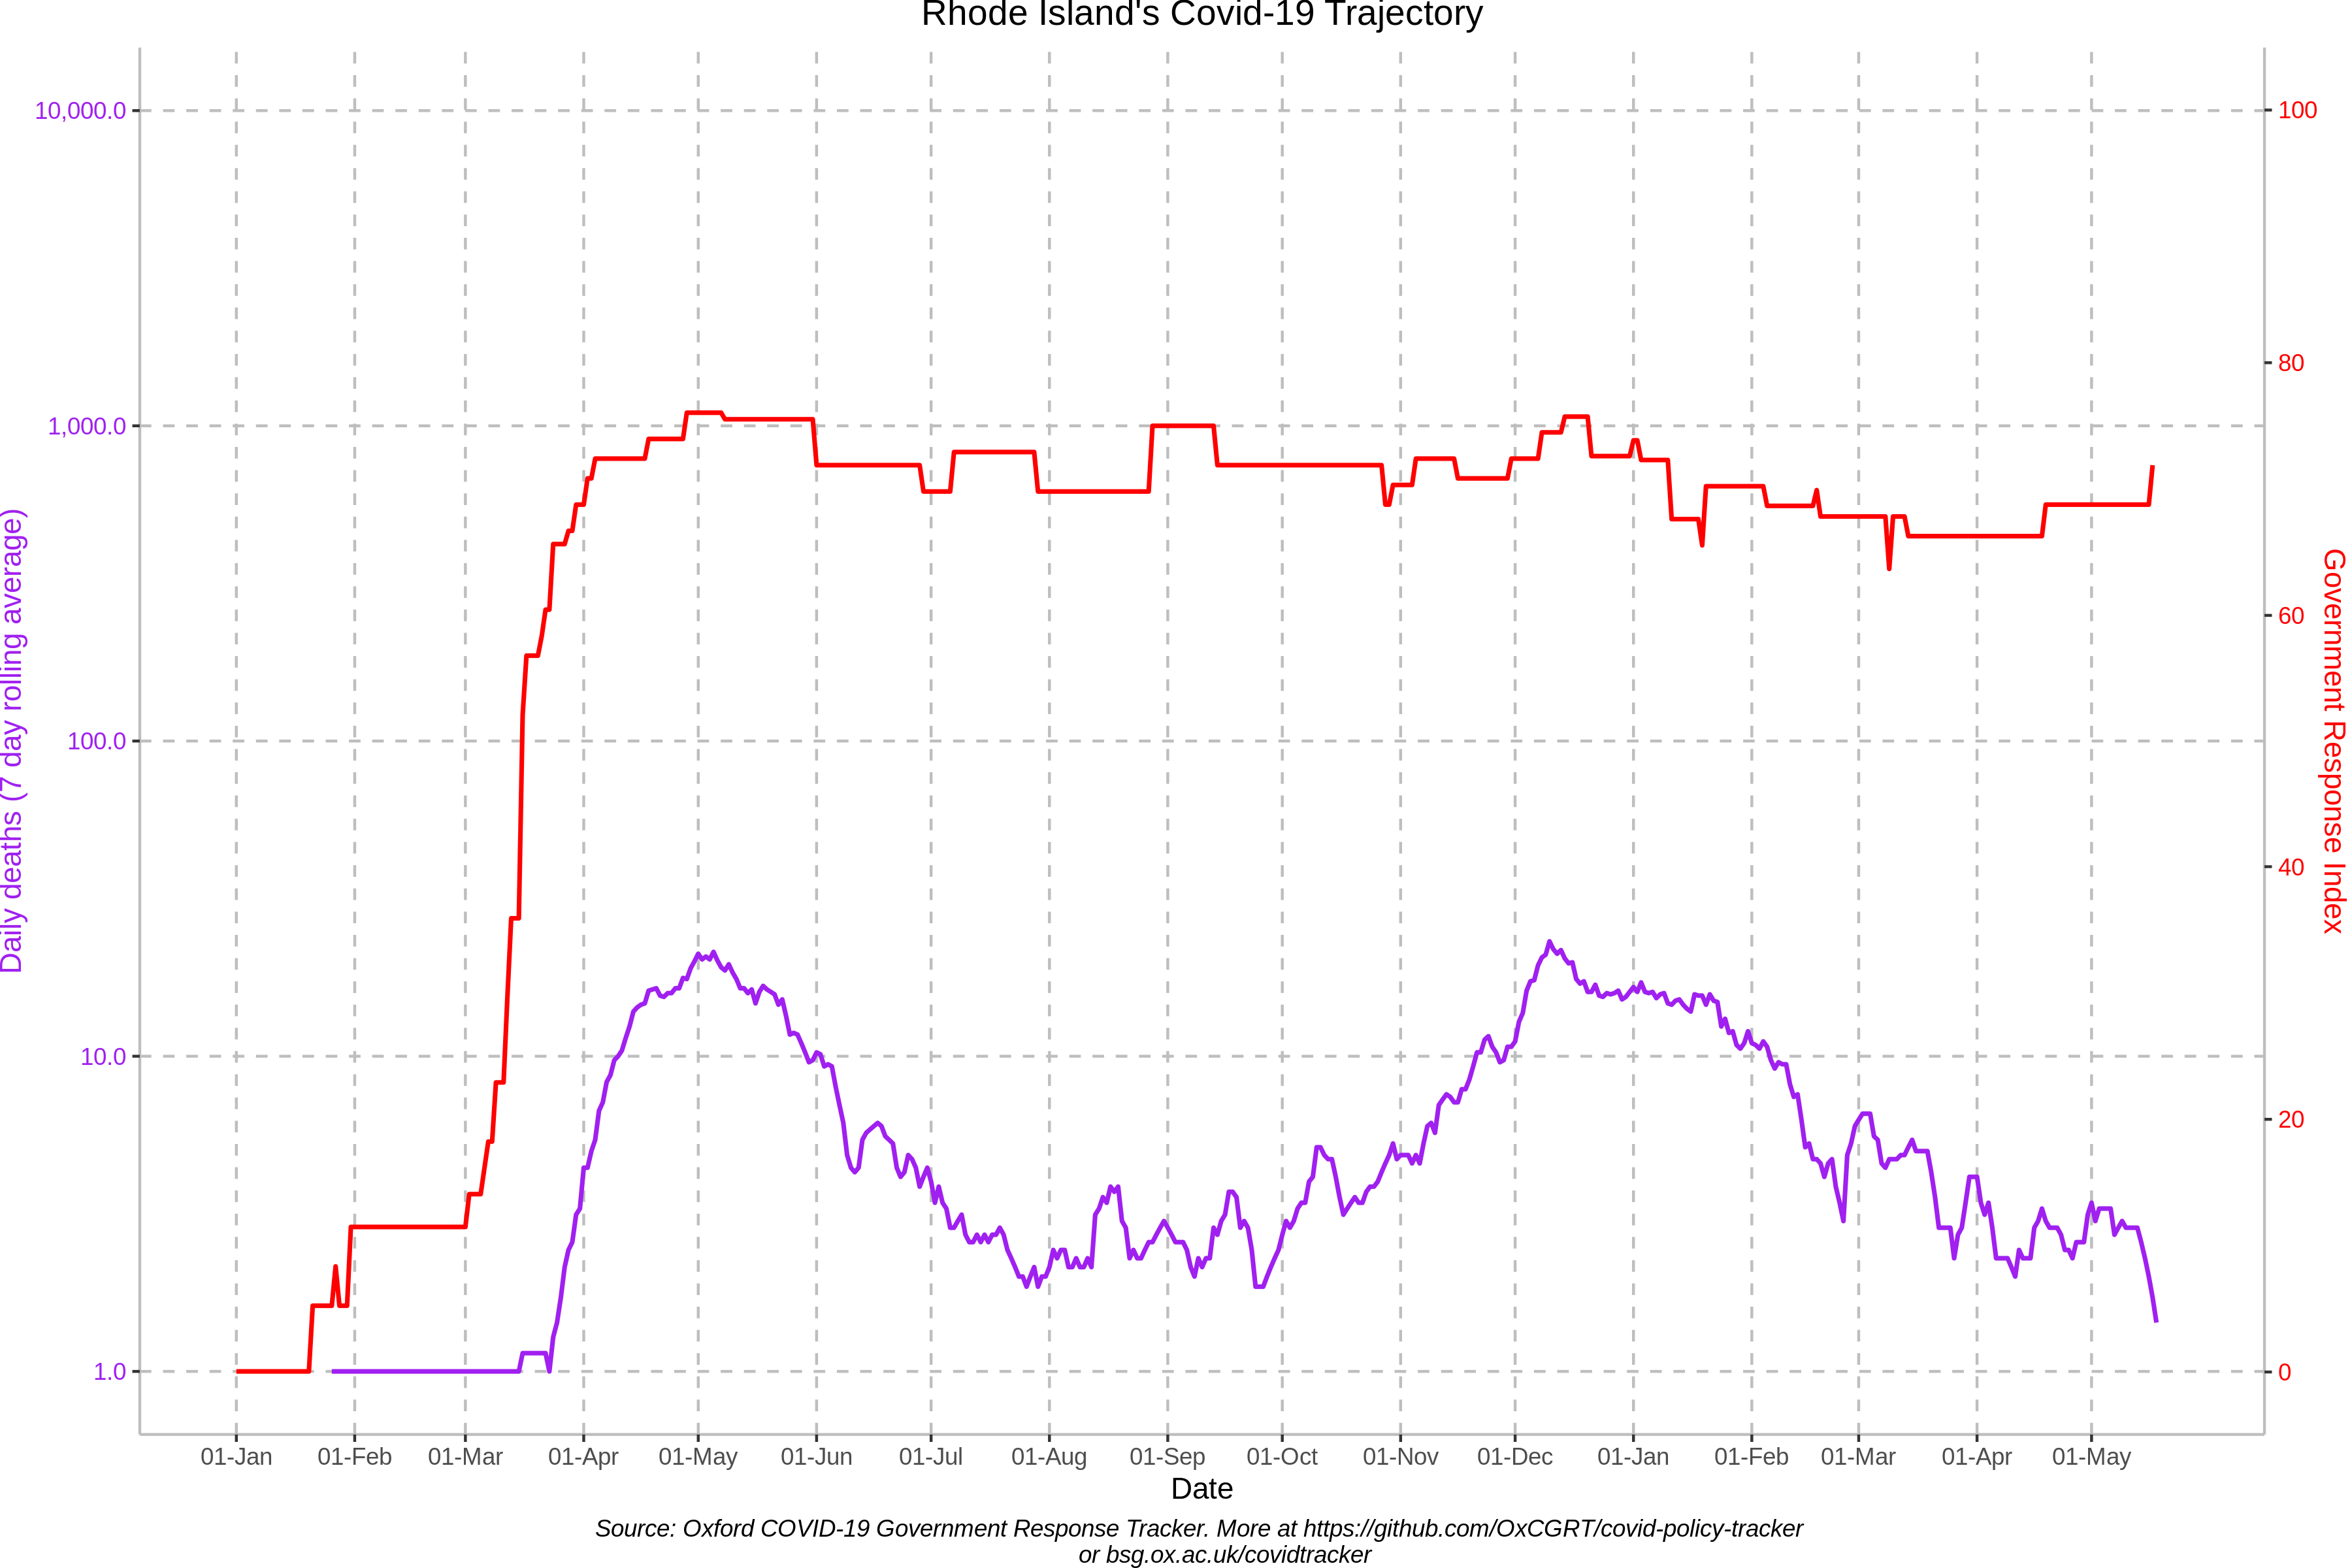 Rhode Island's Covid-19 Trajectory
10,000.0
1,000.0
100.0
10.0
1.0
Daily deaths (7 day rolling average)
100
80
60
40
20
0
Government Response Index
01-Jan 01-Feb 01-Mar 01-Apr 01-May 01-Jun 01-Jul 01-Aug 01-Sep 01-Oct 01-Nov 01-Dec 01-Jan 01-Feb 01-Mar 01-Apr 01-May
Date
Source: Oxford COVID-19 Government Response Tracker. More at https://github.com/OxCGRT/covid-policy-tracker
or bsg.ox.ac.uk/covidtracker